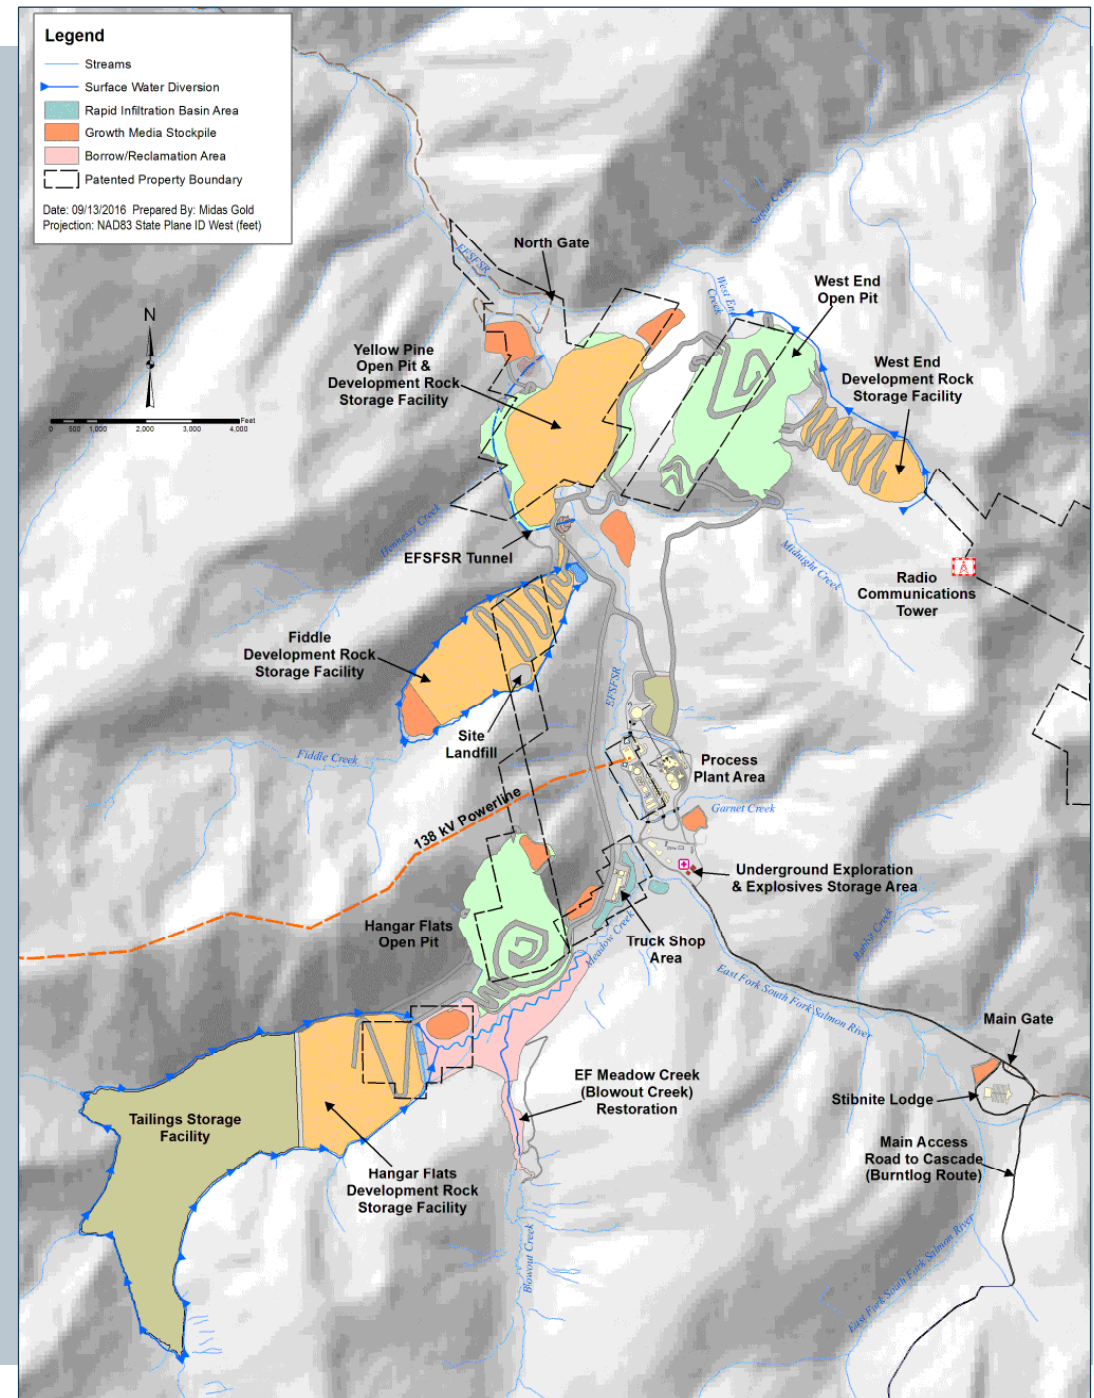 Legend
Streams
Surface Water Diversion
Rapid Infiltration Basin Area
Growth Media Stockpile
Borrow/Reclamation Area
Patented Property Boundary
Date: 09/13/2016 Prepared By: Midas Gold
Projection: NAD83 State Plane ID West (feet)
N
Feet
0 500 1,000 2,000 3,000 4,000
Sugar Creek
North Gate
EFSFSR
West End
Creek
West End
Open Pit
Yellow Pine
Open Pit &
Development Rock
Storage Facility
West End
Development Rock
Storage Facility
Hennessy Creek
EFSFSR Tunnel
Midnight Creek
Radio
Communications
Tower
Fiddle
Development Rock
Storage Facility
EFSFSR
Site
Landfill
Fiddle Creek
Process
Plant Area
138 kV Powerline
Garnet Creek
Underground Exploration
& Explosives Storage Area
Hangar Flats
Open Pit
Meadow Creek
Truck Shop
Area
Rabbit Creek
East Fork South Fork Salmon River
Main Gate
EF Meadow Creek
(Blowout Creek)
Restoration
Stibnite Lodge
Tailings Storage
Facility
Main Access
Road to Cascade
(Burntlog Route)
Hangar Flats
Development Rock
Storage Facility
Blowout Creek
East Fork South Fork Salmon River